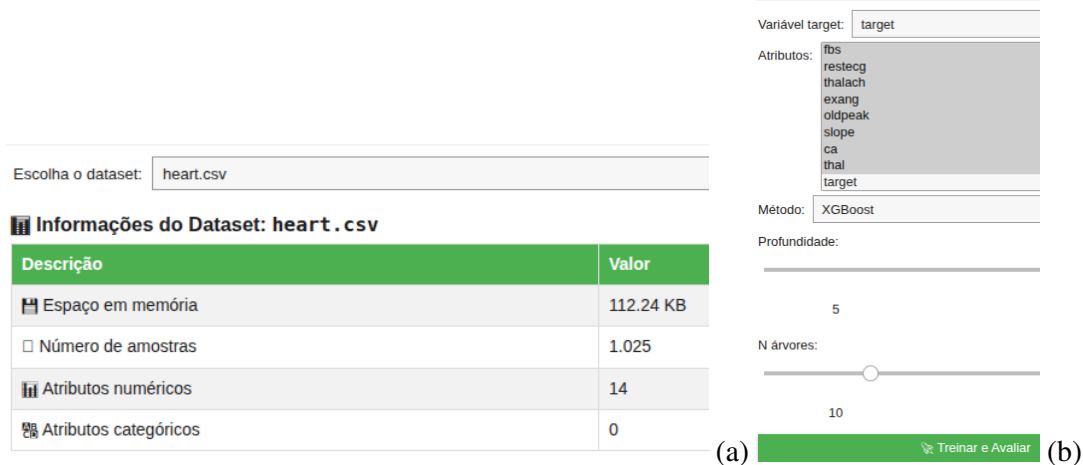 Escolha o dataset: heart.csv
Informações do Dataset: heart.csv
Descrição Valor
Espaço em memória 112.24 KB
Número de amostras 1.025
Atributos numéricos 14
Atributos categóricos 0
(a)
Variável target: target
Atributos: fbs
restecg
thalach
exang
oldpeak
slope
ca
thal
target
Método: XGBoost
Profundidade:
5
N árvores:
10
Treinar e Avaliar
(b)